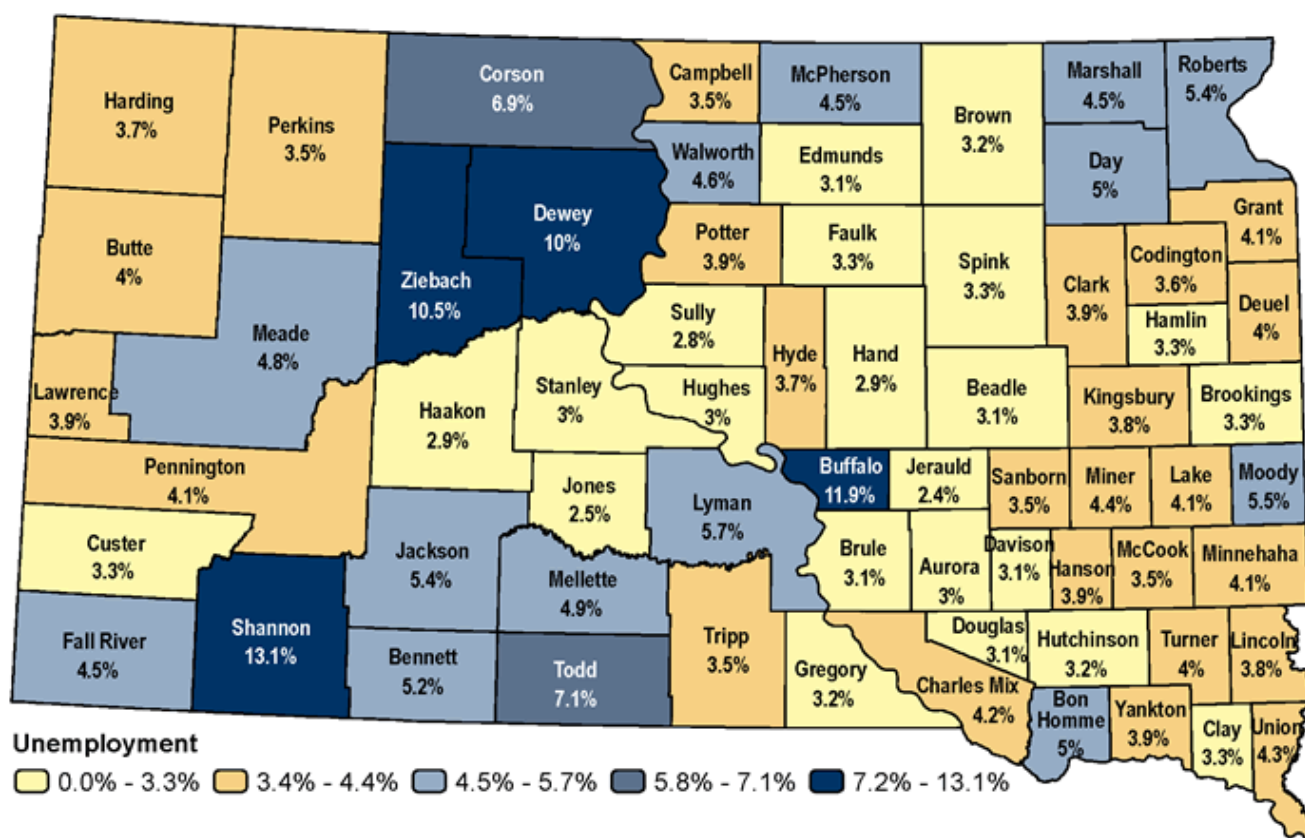 Harding
3.7%
Perkins
3.5%
Corson
6.9%
Campbell
3.5%
McPherson
4.5%
Brown
3.2%
Marshall
4.5%
Roberts
5.4%
Walworth
4.6%
Edmunds
3.1%
Day
5%
Butte
4%
Dewey
10%
Potter
3.9%
Faulk
3.3%
Spink
3.3%
Grant
4.1%
Codington
3.6%
Clark
3.9%
Deuel
4%
Hamlin
3.3%
Ziebach
10.5%
Meade
4.8%
Sully
2.8%
Hyde
3.7%
Hand
2.9%
Lawrence
3.9%
Haakon
2.9%
Stanley
3%
Hughes
3%
Beadle
3.1%
Kingsbury
3.8%
Brookings
3.3%
Pennington
4.1%
Jones
2.5%
Lyman
5.7%
Buffalo
11.9%
Jerauld
2.4%
Sanborn
3.5%
Miner
4.4%
Lake
4.1%
Moody
5.5%
Custer
3.3%
Jackson
5.4%
Mellette
4.9%
Brule
3.1%
Aurora
3%
Davison
3.1%
Hanson
3.9%
McCook
3.5%
Minnehaha
4.1%
Fall River
4.5%
Shannon
13.1%
Bennett
5.2%
Todd
7.1%
Tripp
3.5%
Gregory
3.2%
Douglas
3.1%
Hutchinson
3.2%
Turner
4%
Lincoln
3.8%
Charles Mix
4.2%
Bon
Homme
5%
Yankton
3.9%
Clay
3.3%
Union
4.3%
Unemployment
0.0% - 3.3% 3.4% - 4.4% 4.5% - 5.7% 5.8% - 7.1% 7.2% - 13.1%